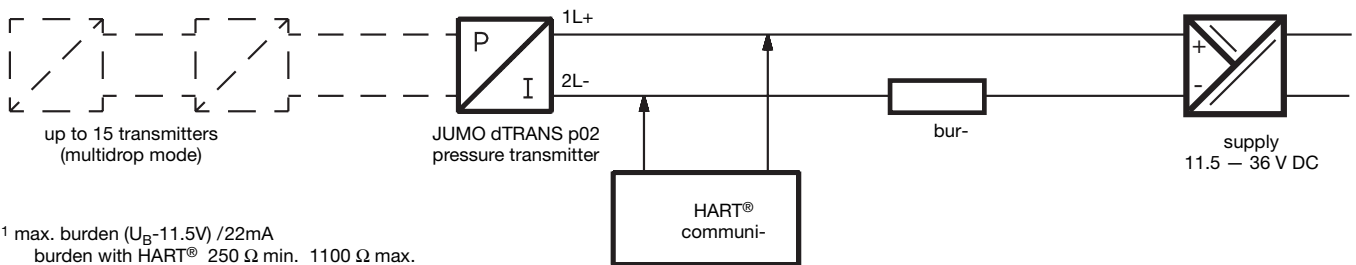 1L+
P
I
2L-
+
-
up to 15 transmitters
(multidrop mode)
JUMO dTRANS p02
pressure transmitter
bur-
supply
11.5 — 36 V DC
HART®
communi-
1 max. burden (UB-11.5V) /22mA
burden with HART® 250 Ω min. 1100 Ω max.